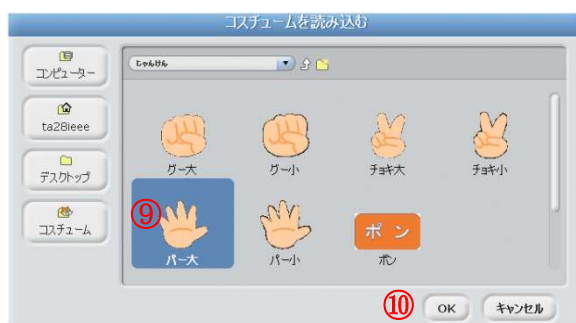 コスチュームを読み込む
コンピューター
ta28ieee
デスクトップ
コスチューム
じゃんけん
グー大
グー小
チョキ大
チョキ小
⑨
ポン
パー大
パー小
ポン
⑩
OK
キャンセル